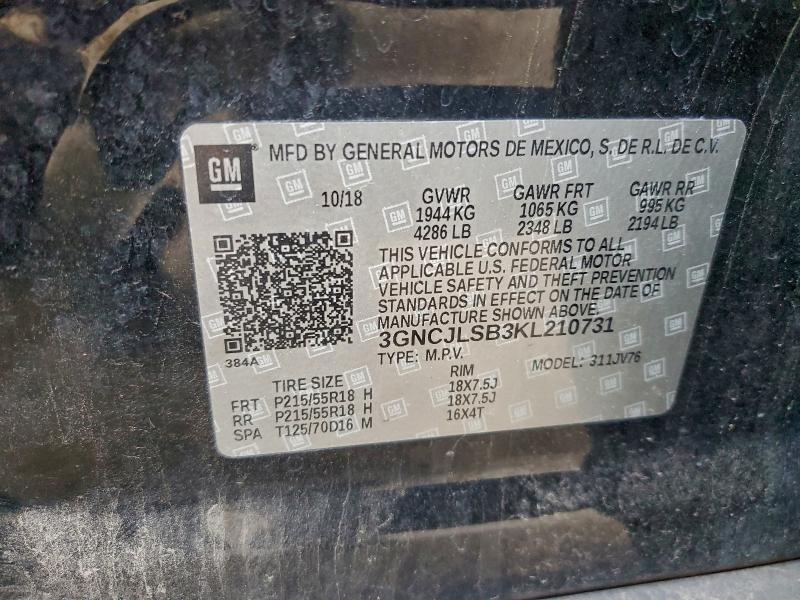 GM
MFD BY GENERAL MOTORS DE MEXICO, S. DE R.L. DE C.V.
10/18 GVWR GAWR FRT GAWR RR
1944 KG 1065 KG 995 KG
4286 LB 2348 LB 2194 LB
THIS VEHICLE CONFORMS TO ALL
APPLICABLE U.S. FEDERAL MOTOR
VEHICLE SAFETY AND THEFT PREVENTION
STANDARDS IN EFFECT ON THE DATE OF
MANUFACTURE SHOWN ABOVE.
3GNCJLSB3KL210731
384A
TYPE: M.P.V. MODEL: 311JV76
TIRE SIZE RIM
FRT P215/55R18 H 18X7.5J
RR P215/55R18 H 18X7.5J
SPA T125/70D16 M 16X4T